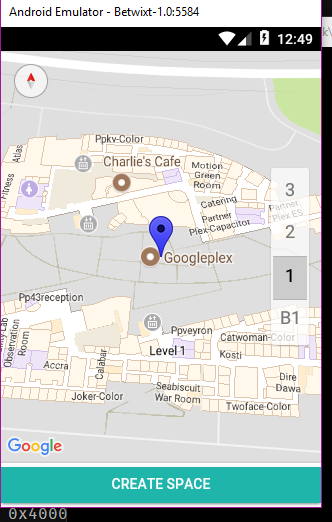 Android Emulator - Betwixt-1.0:5584
12:49
Ppkv-Color
Atlas
Charlie's Cafe
Motion
Green
Room
Fitness
Catering
3
Partner
Plex ES
Partner
Plex-Capacitor
2
Googleplex
1
Pp43reception
B1
Ppveyron
Lab
Observation
Room
Level 1
Catwoman-Color
Kosti
Accra
Calabar
Dire
Dawa
Seabiscuit
War Room
Joker-Color
Twoface-Color
Google
CREATE SPACE
0x4000